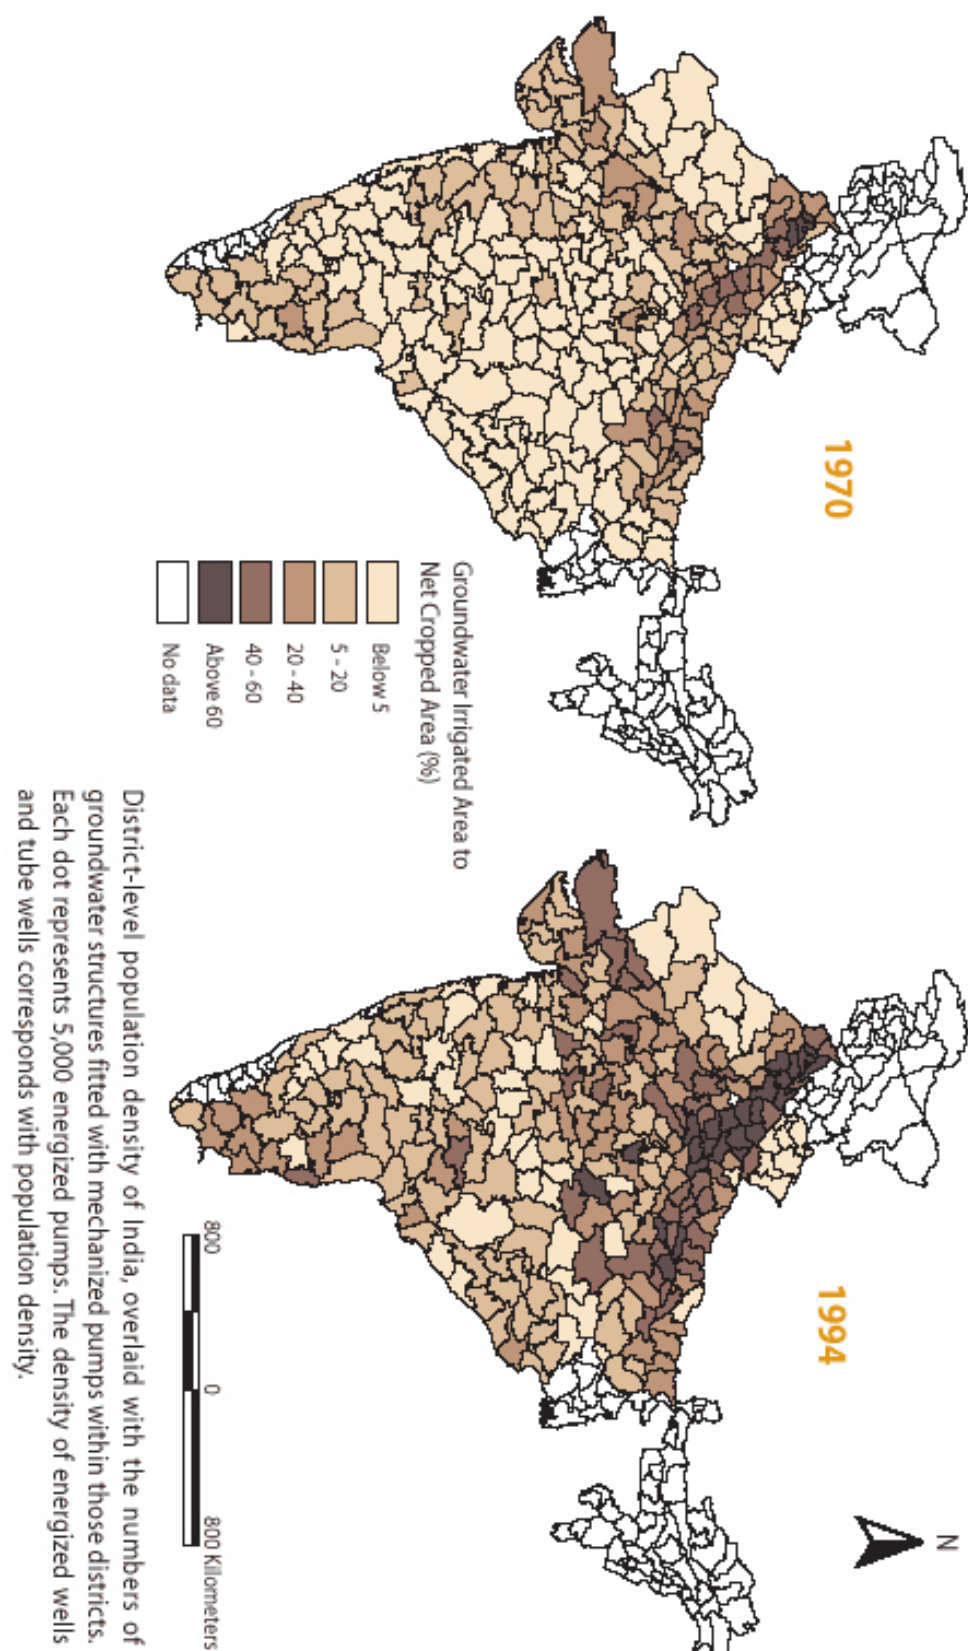 1970
1994
N
Groundwater Irrigated Area to
Net Cropped Area (%)
Below 5
5 - 20
20 - 40
40 - 60
Above 60
No data
800
0
800 Kilometers
District-level population density of India, overlaid with the numbers of
groundwater structures fitted with mechanized pumps within those districts.
Each dot represents 5,000 energized pumps. The density of energized wells
and tube wells corresponds with population density.